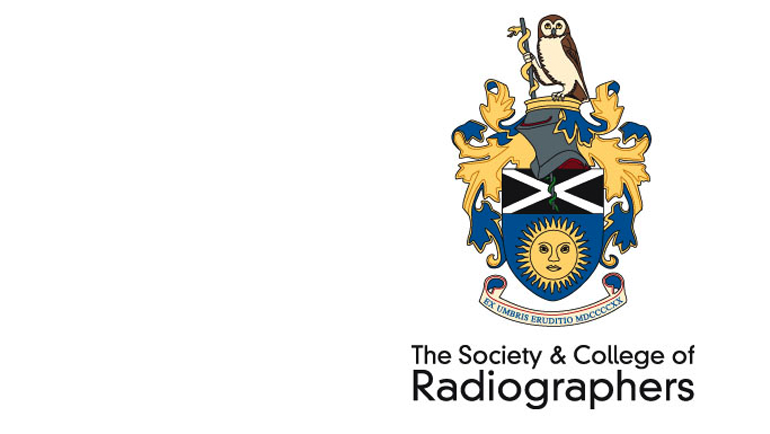 EX UMBRIS ERUDITIO MDCCCCXX
The Society & College of
Radiographers